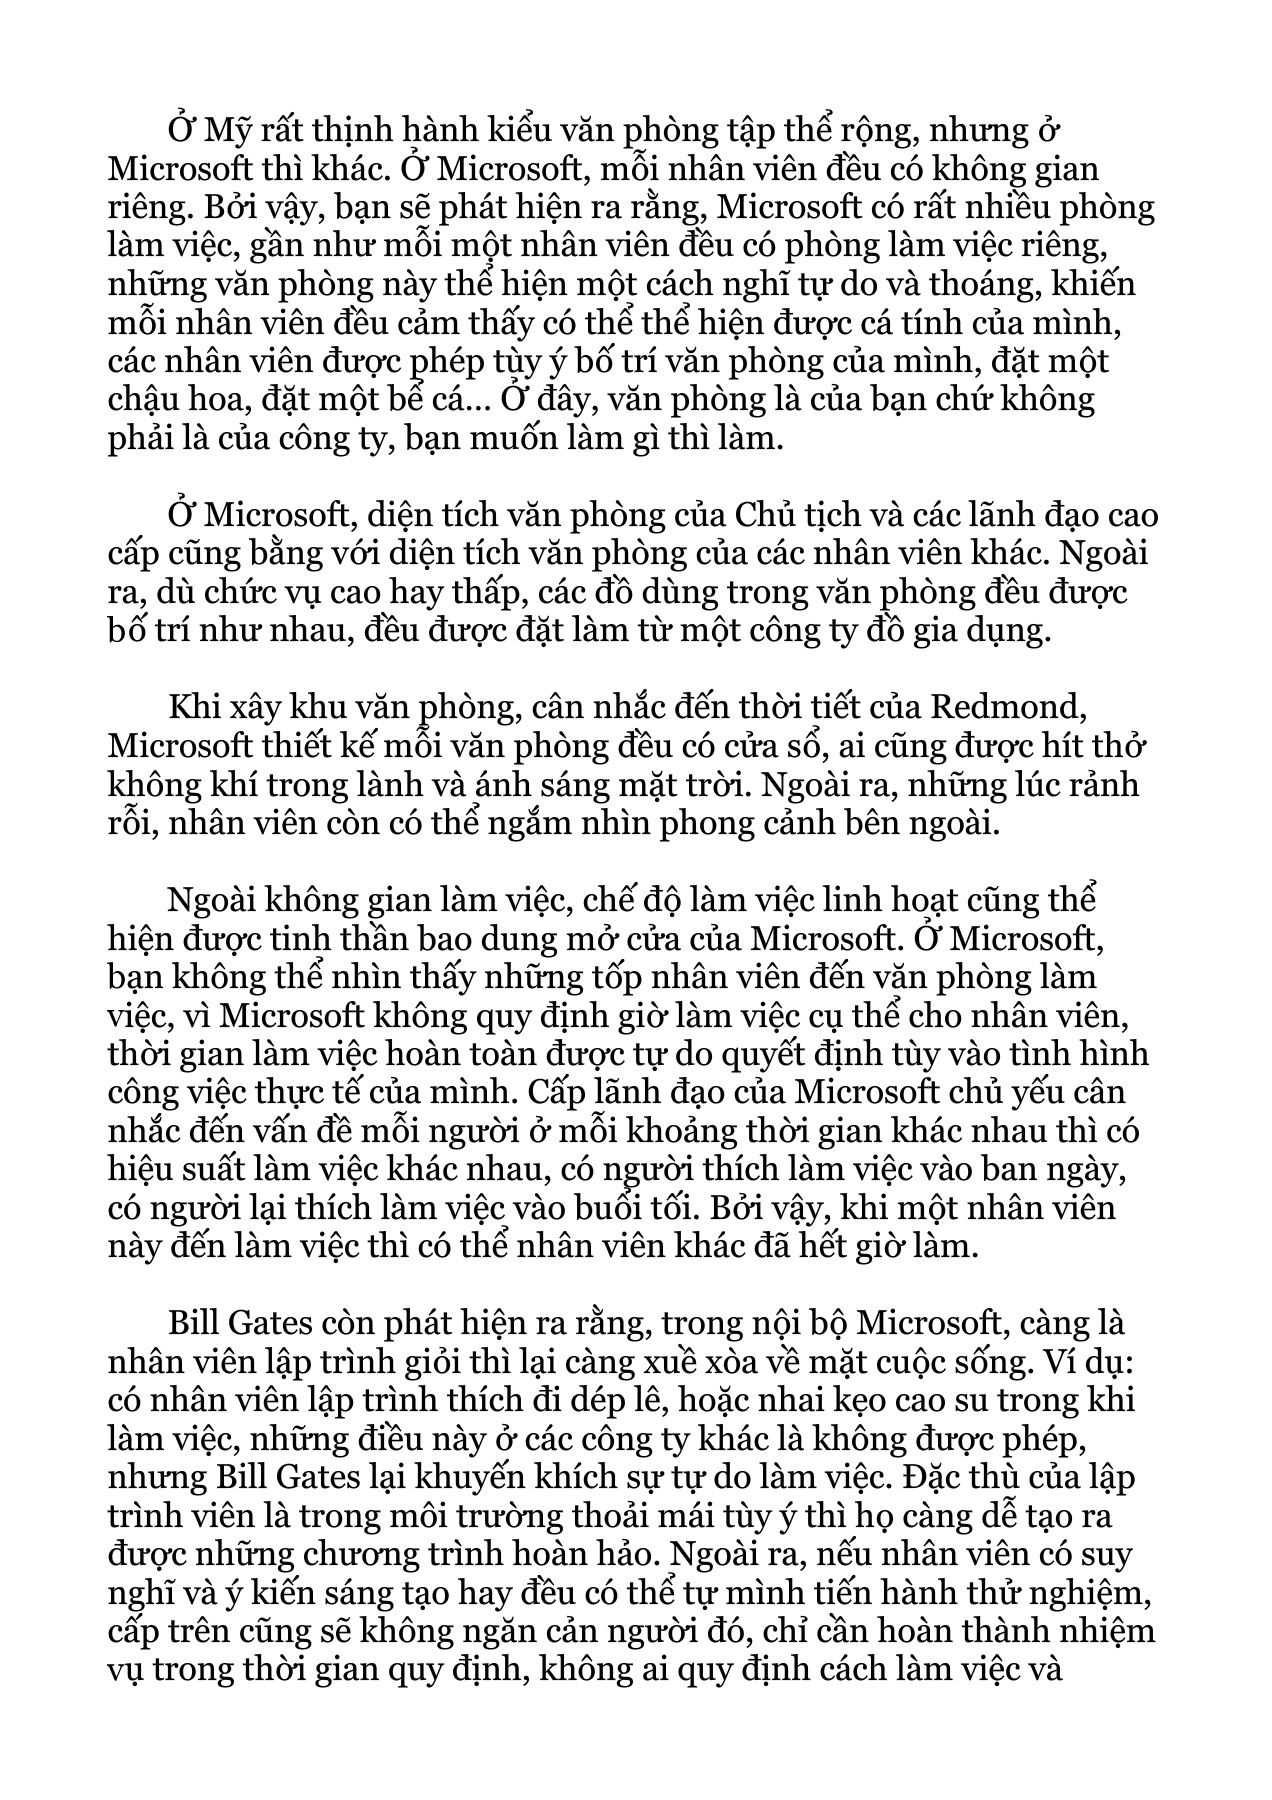 Ở Mỹ rất thịnh hành kiểu văn phòng tập thể rộng, nhưng ở
Microsoft thì khác. Ở Microsoft, mỗi nhân viên đều có không gian
riêng. Bởi vậy, bạn sẽ phát hiện ra rằng, Microsoft có rất nhiều phòng
làm việc, gần như mỗi một nhân viên đều có phòng làm việc riêng,
những văn phòng này thể hiện một cách nghĩ tự do và thoáng, khiến
mỗi nhân viên đều cảm thấy có thể thể hiện được cá tính của mình,
các nhân viên được phép tùy ý bố trí văn phòng của mình, đặt một
chậu hoa, đặt một bể cá... Ở đây, văn phòng là của bạn chứ không
phải là của công ty, bạn muốn làm gì thì làm.
Ở Microsoft, diện tích văn phòng của Chủ tịch và các lãnh đạo cao
cấp cũng bằng với diện tích văn phòng của các nhân viên khác. Ngoài
ra, dù chức vụ cao hay thấp, các đồ dùng trong văn phòng đều được
bố trí như nhau, đều được đặt làm từ một công ty đồ gia dụng.
Khi xây khu văn phòng, cân nhắc đến thời tiết của Redmond,
Microsoft thiết kế mỗi văn phòng đều có cửa sổ, ai cũng được hít thở
không khí trong lành và ánh sáng mặt trời. Ngoài ra, những lúc rảnh
rỗi, nhân viên còn có thể ngắm nhìn phong cảnh bên ngoài.
Ngoài không gian làm việc, chế độ làm việc linh hoạt cũng thể
hiện được tinh thần bao dung mở cửa của Microsoft. Ở Microsoft,
bạn không thể nhìn thấy những tốp nhân viên đến văn phòng làm
việc, vì Microsoft không quy định giờ làm việc cụ thể cho nhân viên,
thời gian làm việc hoàn toàn được tự do quyết định tùy vào tình hình
công việc thực tế của mình. Cấp lãnh đạo của Microsoft chủ yếu cân
nhắc đến vấn đề mỗi người ở mỗi khoảng thời gian khác nhau thì có
hiệu suất làm việc khác nhau, có người thích làm việc vào ban ngày,
có người lại thích làm việc vào buổi tối. Bởi vậy, khi một nhân viên
này đến làm việc thì có thể nhân viên khác đã hết giờ làm.
Bill Gates còn phát hiện ra rằng, trong nội bộ Microsoft, càng là
nhân viên lập trình giỏi thì lại càng xuề xòa về mặt cuộc sống. Ví dụ:
có nhân viên lập trình thích đi dép lê, hoặc nhai kẹo cao su trong khi
làm việc, những điều này ở các công ty khác là không được phép,
nhưng Bill Gates lại khuyến khích sự tự do làm việc. Đặc thù của lập
trình viên là trong môi trường thoải mái tùy ý thì họ càng dễ tạo ra
được những chương trình hoàn hảo. Ngoài ra, nếu nhân viên có suy
nghĩ và ý kiến sáng tạo hay đều có thể tự mình tiến hành thử nghiệm,
cấp trên cũng sẽ không ngăn cản người đó, chỉ cần hoàn thành nhiệm
vụ trong thời gian quy định, không ai quy định cách làm việc và